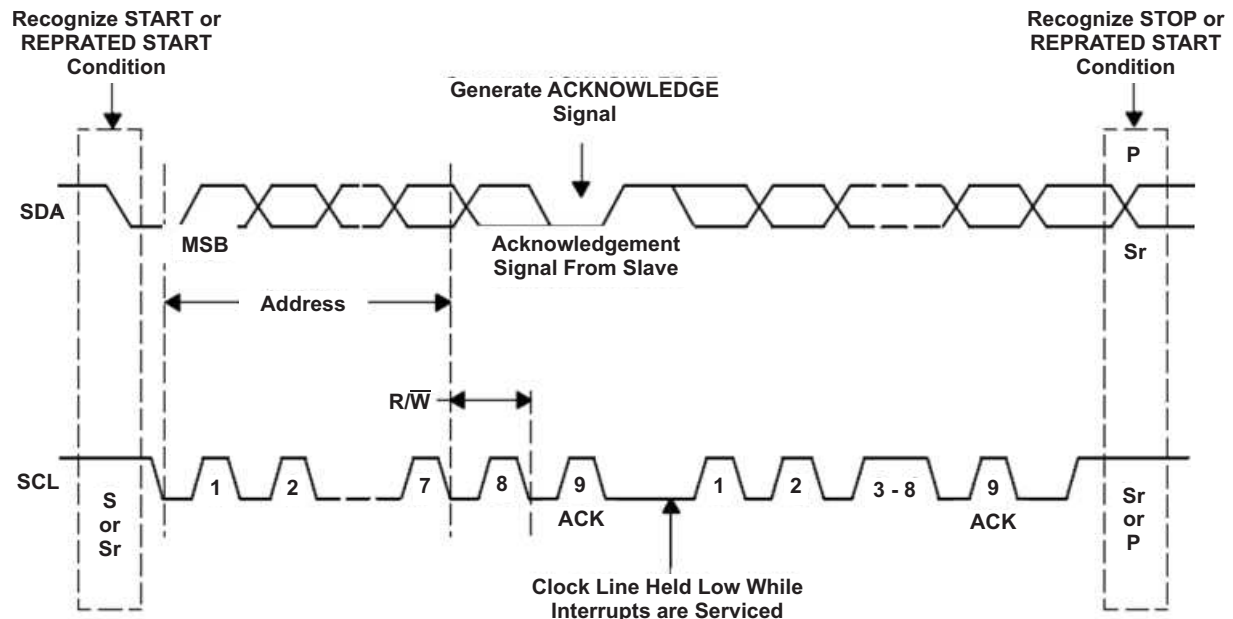 Recognize START or
REPRATED START
Condition
Recognize STOP or
REPRATED START
Condition
Generate ACKNOWLEDGE
Signal
P
SDA
MSB
Acknowledgement
Signal From Slave
Sr
Address
R/W̅
SCL
S
or
Sr
1
2
7
8
9
ACK
1
2
3 - 8
9
ACK
Sr
or
P
Clock Line Held Low While
Interrupts are Serviced